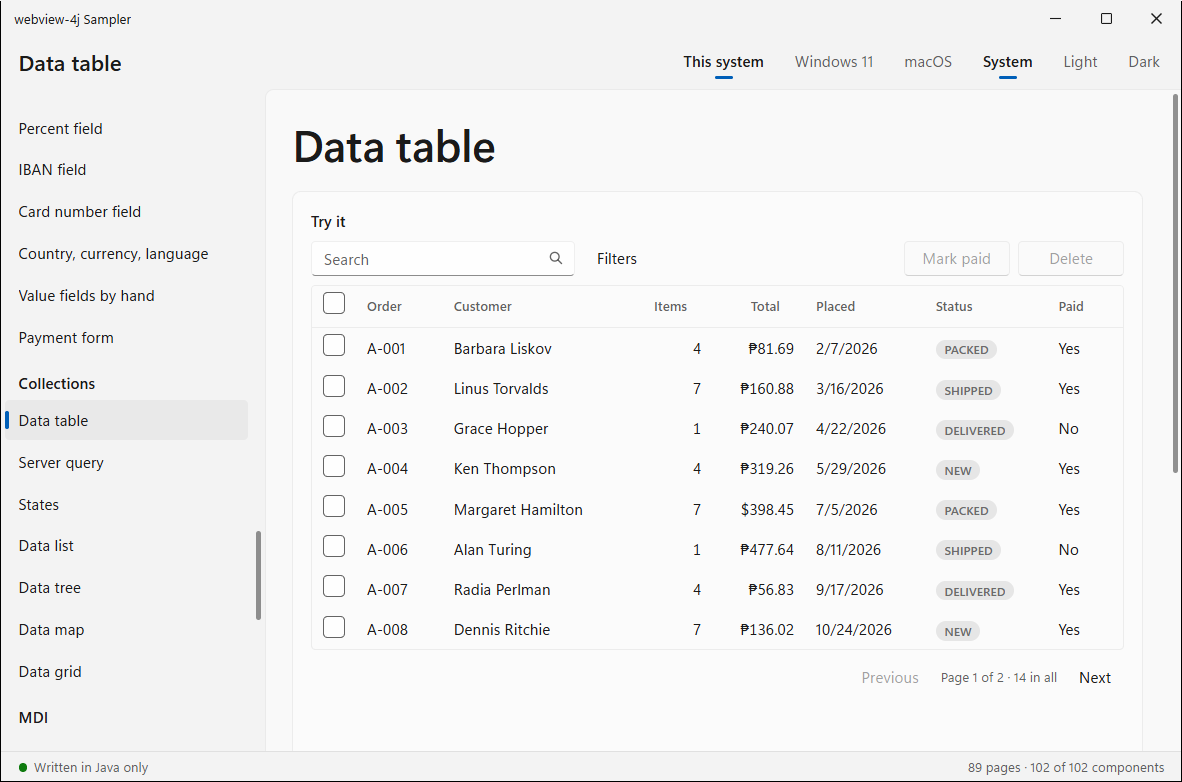 webview-4j Sampler
Data table
This system Windows 11 macOS System Light Dark
Percent field
IBAN field
Card number field
Country, currency, language
Value fields by hand
Payment form
Collections
Data table
Server query
States
Data list
Data tree
Data map
Data grid
MDI
Data table
Try it
Search Filters Mark paid Delete
Order Customer Items Total Placed Status Paid
A-001 Barbara Liskov 4 ₱81.69 2/7/2026 PACKED Yes
A-002 Linus Torvalds 7 ₱160.88 3/16/2026 SHIPPED Yes
A-003 Grace Hopper 1 ₱240.07 4/22/2026 DELIVERED No
A-004 Ken Thompson 4 ₱319.26 5/29/2026 NEW Yes
A-005 Margaret Hamilton 7 $398.45 7/5/2026 PACKED Yes
A-006 Alan Turing 1 ₱477.64 8/11/2026 SHIPPED No
A-007 Radia Perlman 4 ₱56.83 9/17/2026 DELIVERED Yes
A-008 Dennis Ritchie 7 ₱136.02 10/24/2026 NEW Yes
Previous Page 1 of 2 · 14 in all Next
Written in Java only
89 pages · 102 of 102 components